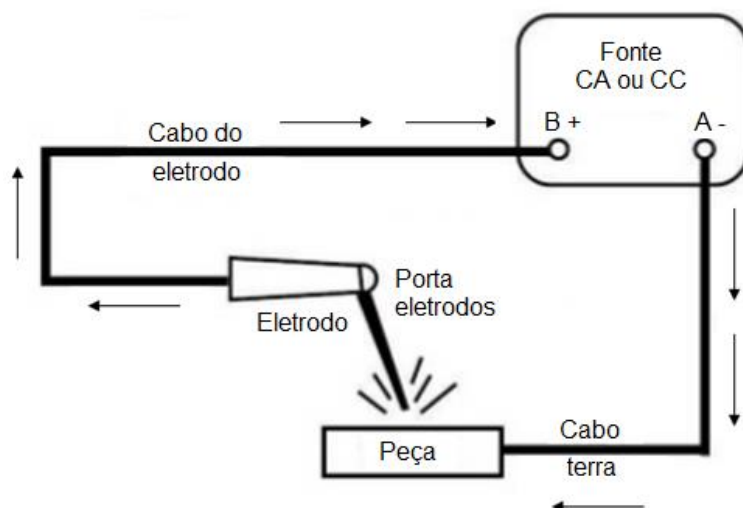 Fonte
CA ou CC
B +
A -
Cabo do
eletrodo
Porta
eletrodos
Eletrodo
Peça
Cabo
terra